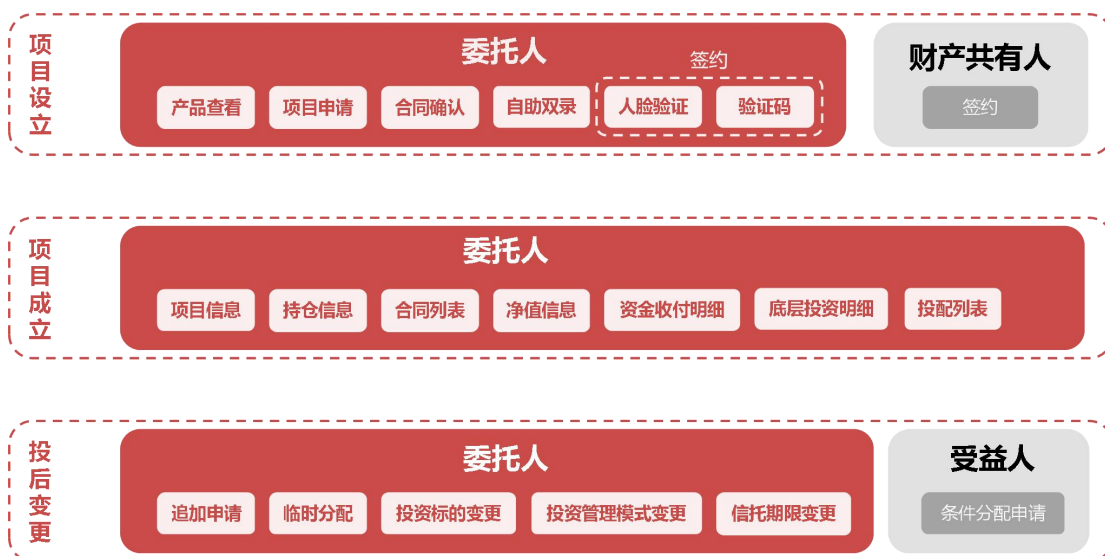 项目设立
委托人
签约
产品查看
项目申请
合同确认
自助双录
人脸验证
验证码
财产共有人
签约
项目成立
委托人
项目信息
持仓信息
合同列表
净值信息
资金收付明细
底层投资明细
投配列表
投后变更
委托人
追加申请
临时分配
投资标的变更
投资管理模式变更
信托期限变更
受益人
条件分配申请